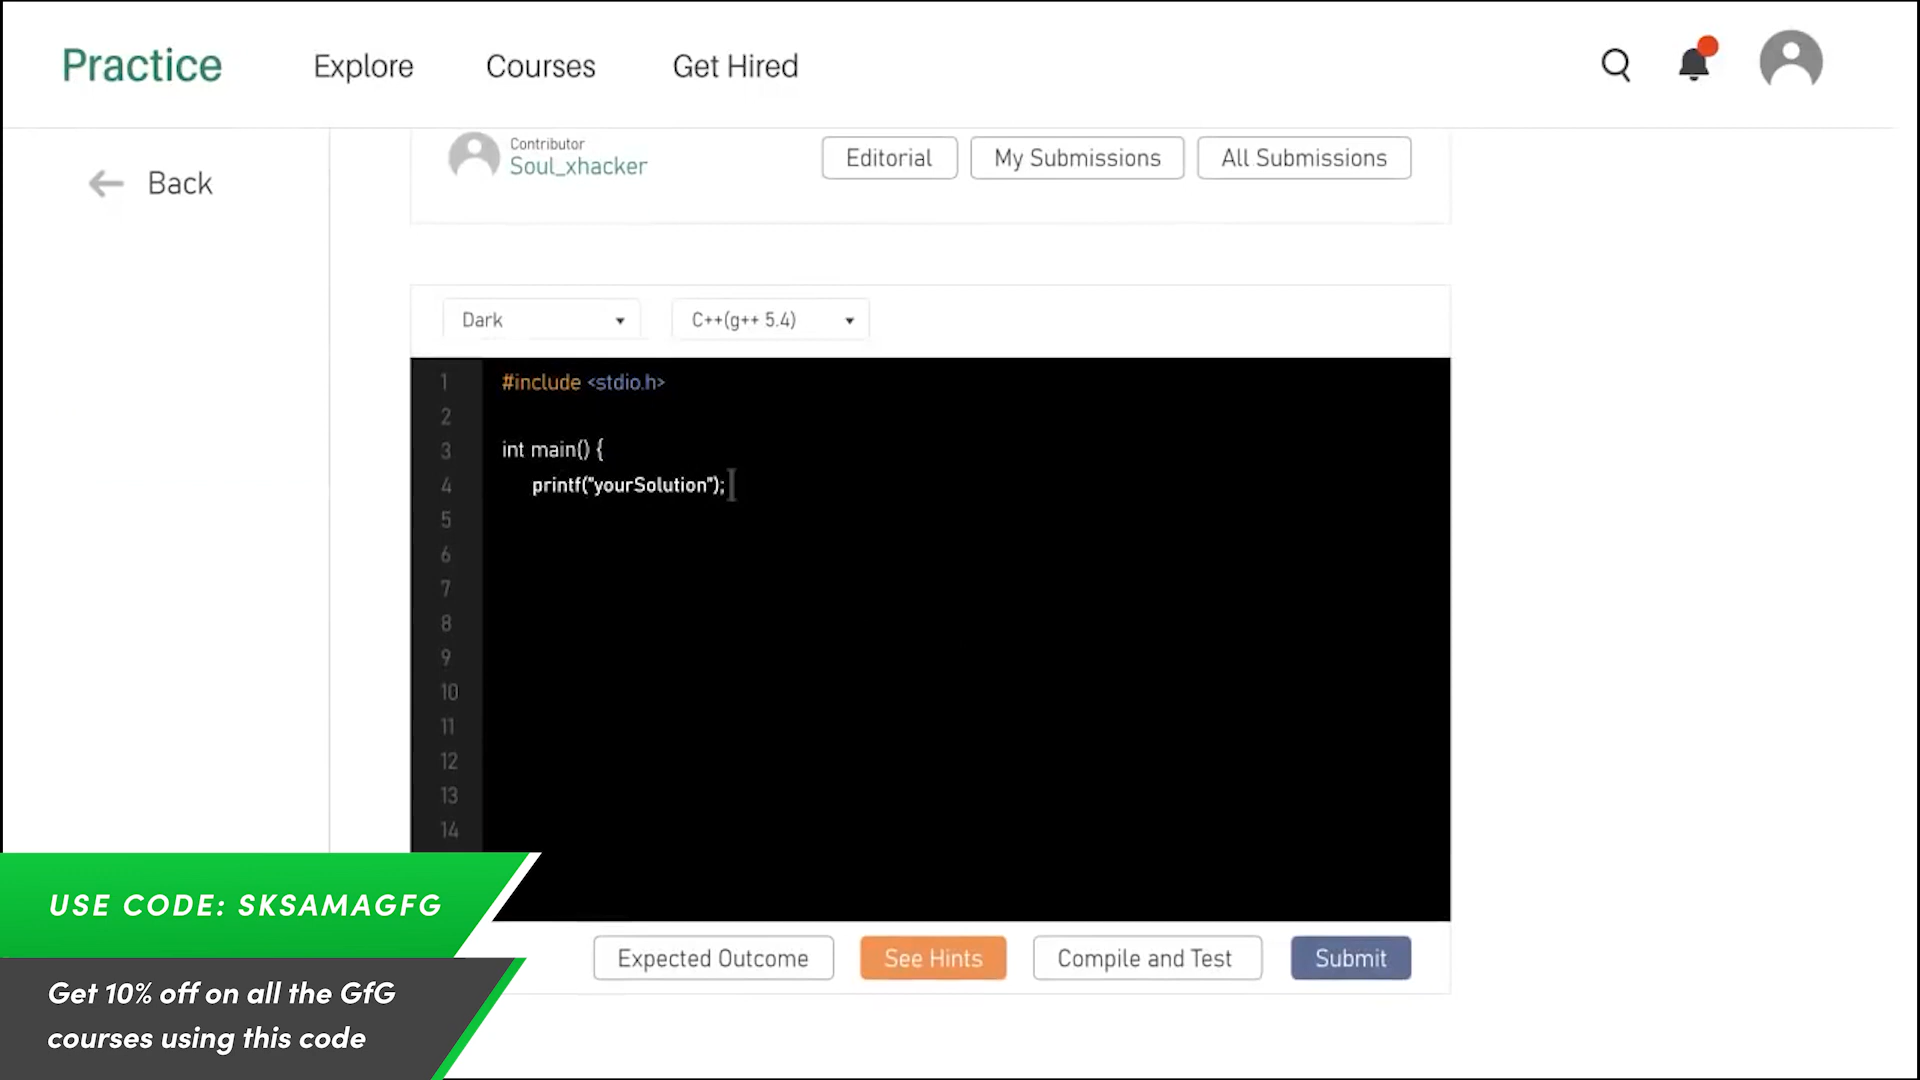 Practice Explore Courses Get Hired
Back
Contributor
Soul_xhacker
Editorial My Submissions All Submissions
Dark C++(g++ 5.4)
1 #include <stdio.h>
2
3 int main() {
4 printf("yourSolution");
5
6
7
8
9
10
11
12
13
14
USE CODE: SKSAMAGFG
Expected Outcome See Hints Compile and Test Submit
Get 10% off on all the GfG
courses using this code